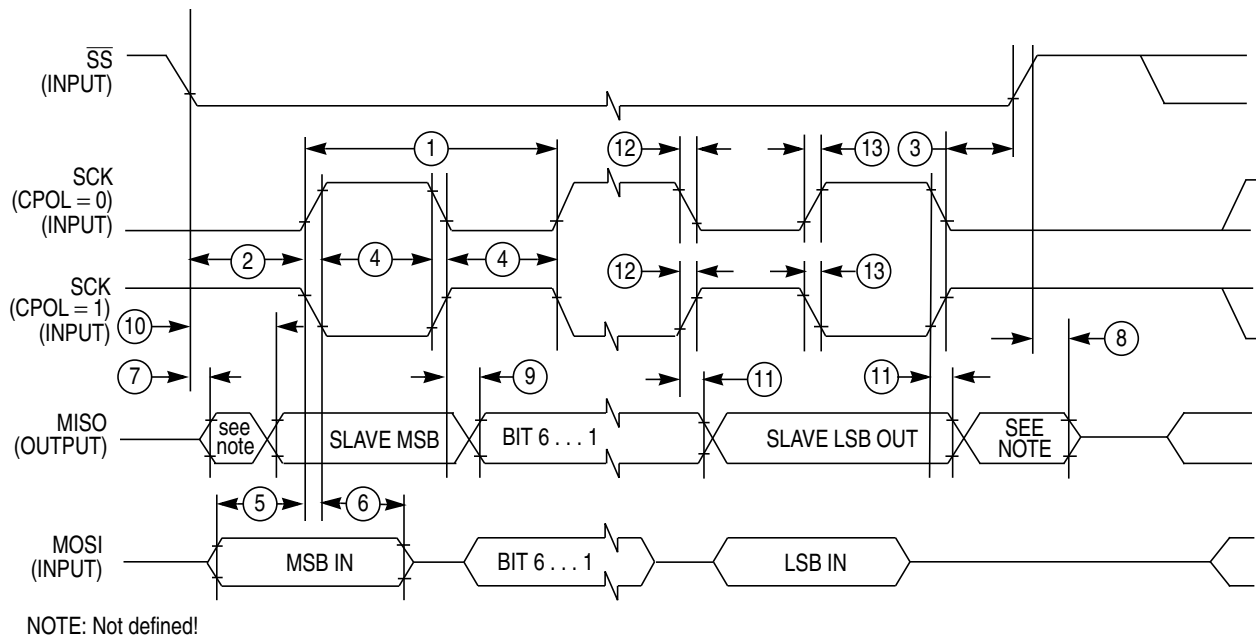 SS
(INPUT)
1
12
13
3
SCK
(CPOL = 0)
(INPUT)
2
4
4
12
13
SCK
(CPOL = 1)
(INPUT)
10
8
7
9
11
11
MISO
(OUTPUT)
see
note
SLAVE MSB
BIT 6 . . . 1
SLAVE LSB OUT
SEE
NOTE
5
6
MOSI
(INPUT)
MSB IN
BIT 6 . . . 1
LSB IN
NOTE: Not defined!